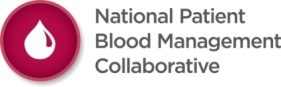 National Patient
Blood Management
Collaborative